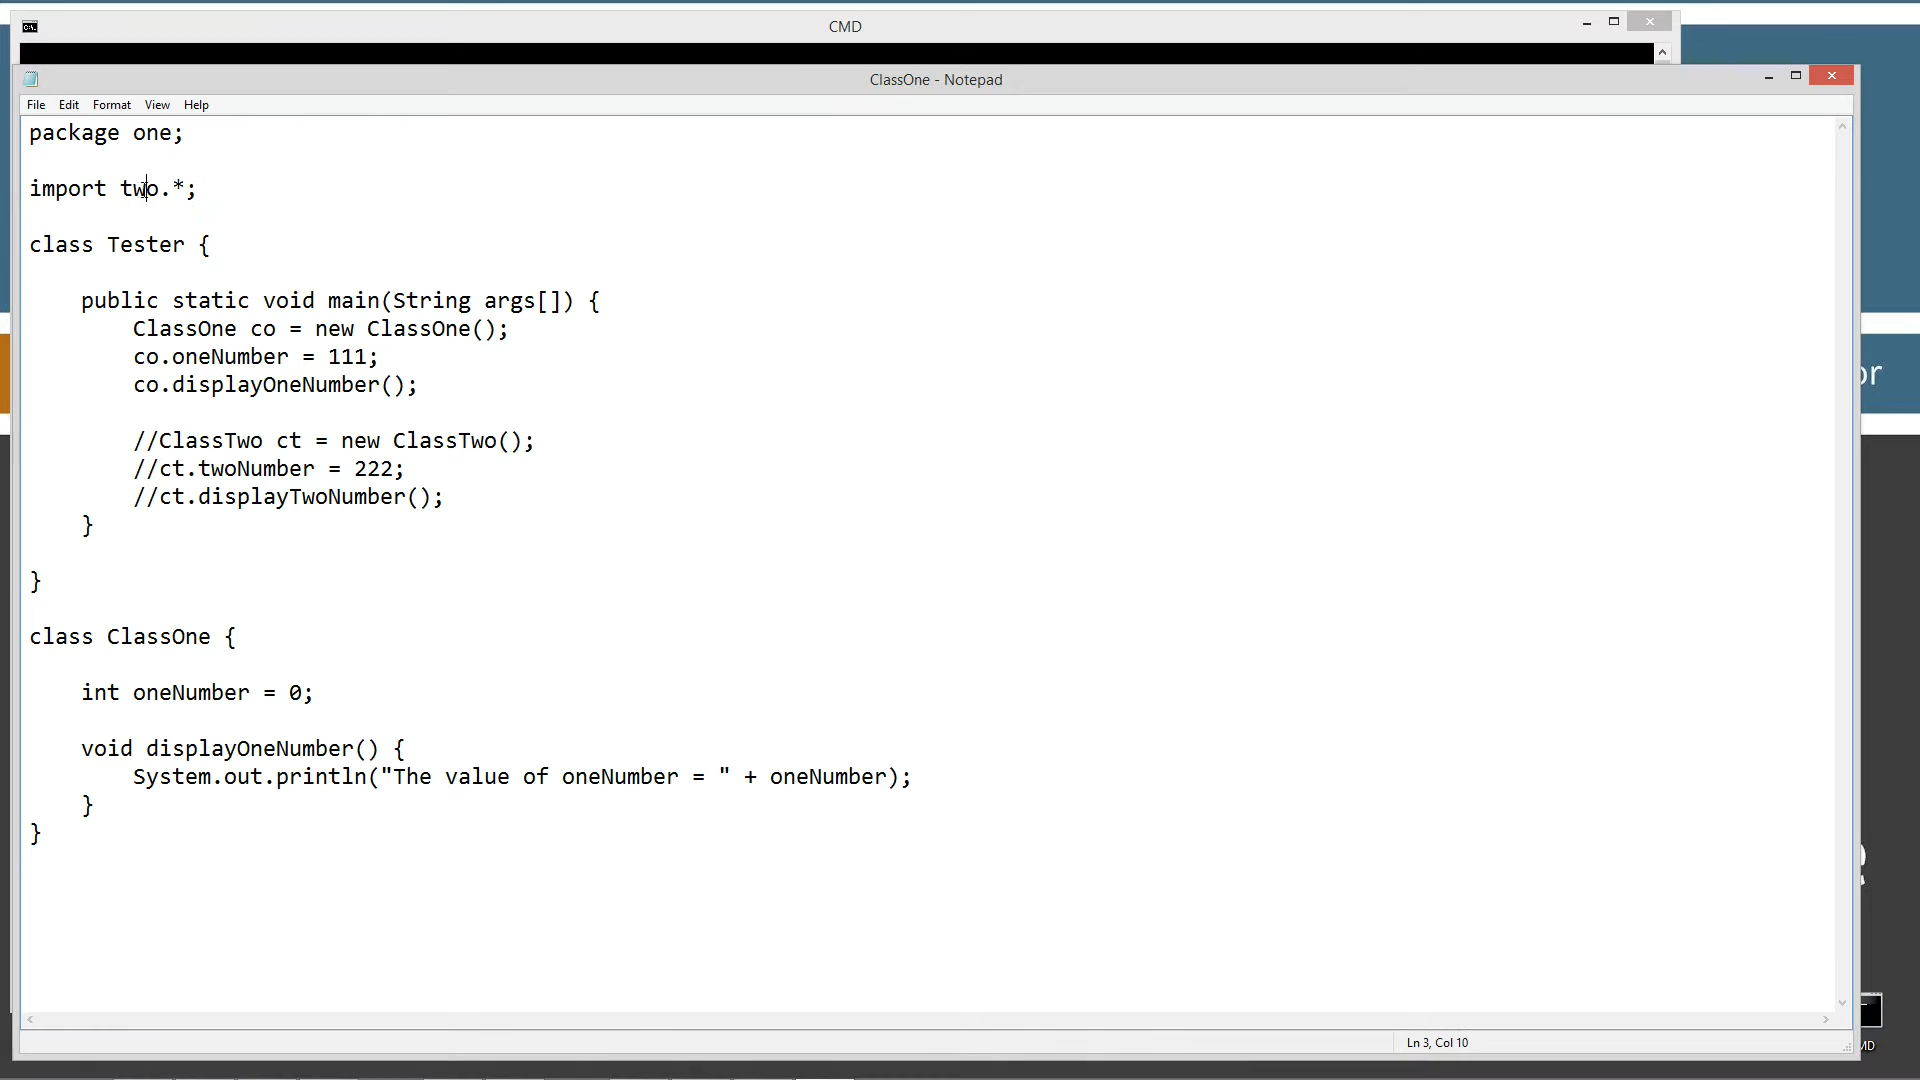 CMD
ClassOne - Notepad
File Edit Format View Help
package one;
import two.*;
class Tester {
public static void main(String args[]) {
ClassOne co = new ClassOne();
co.oneNumber = 111;
co.displayOneNumber();
//ClassTwo ct = new ClassTwo();
//ct.twoNumber = 222;
//ct.displayTwoNumber();
}
}
class ClassOne {
int oneNumber = 0;
void displayOneNumber() {
System.out.println("The value of oneNumber = " + oneNumber);
}
}
Ln 3, Col 10
or
MD